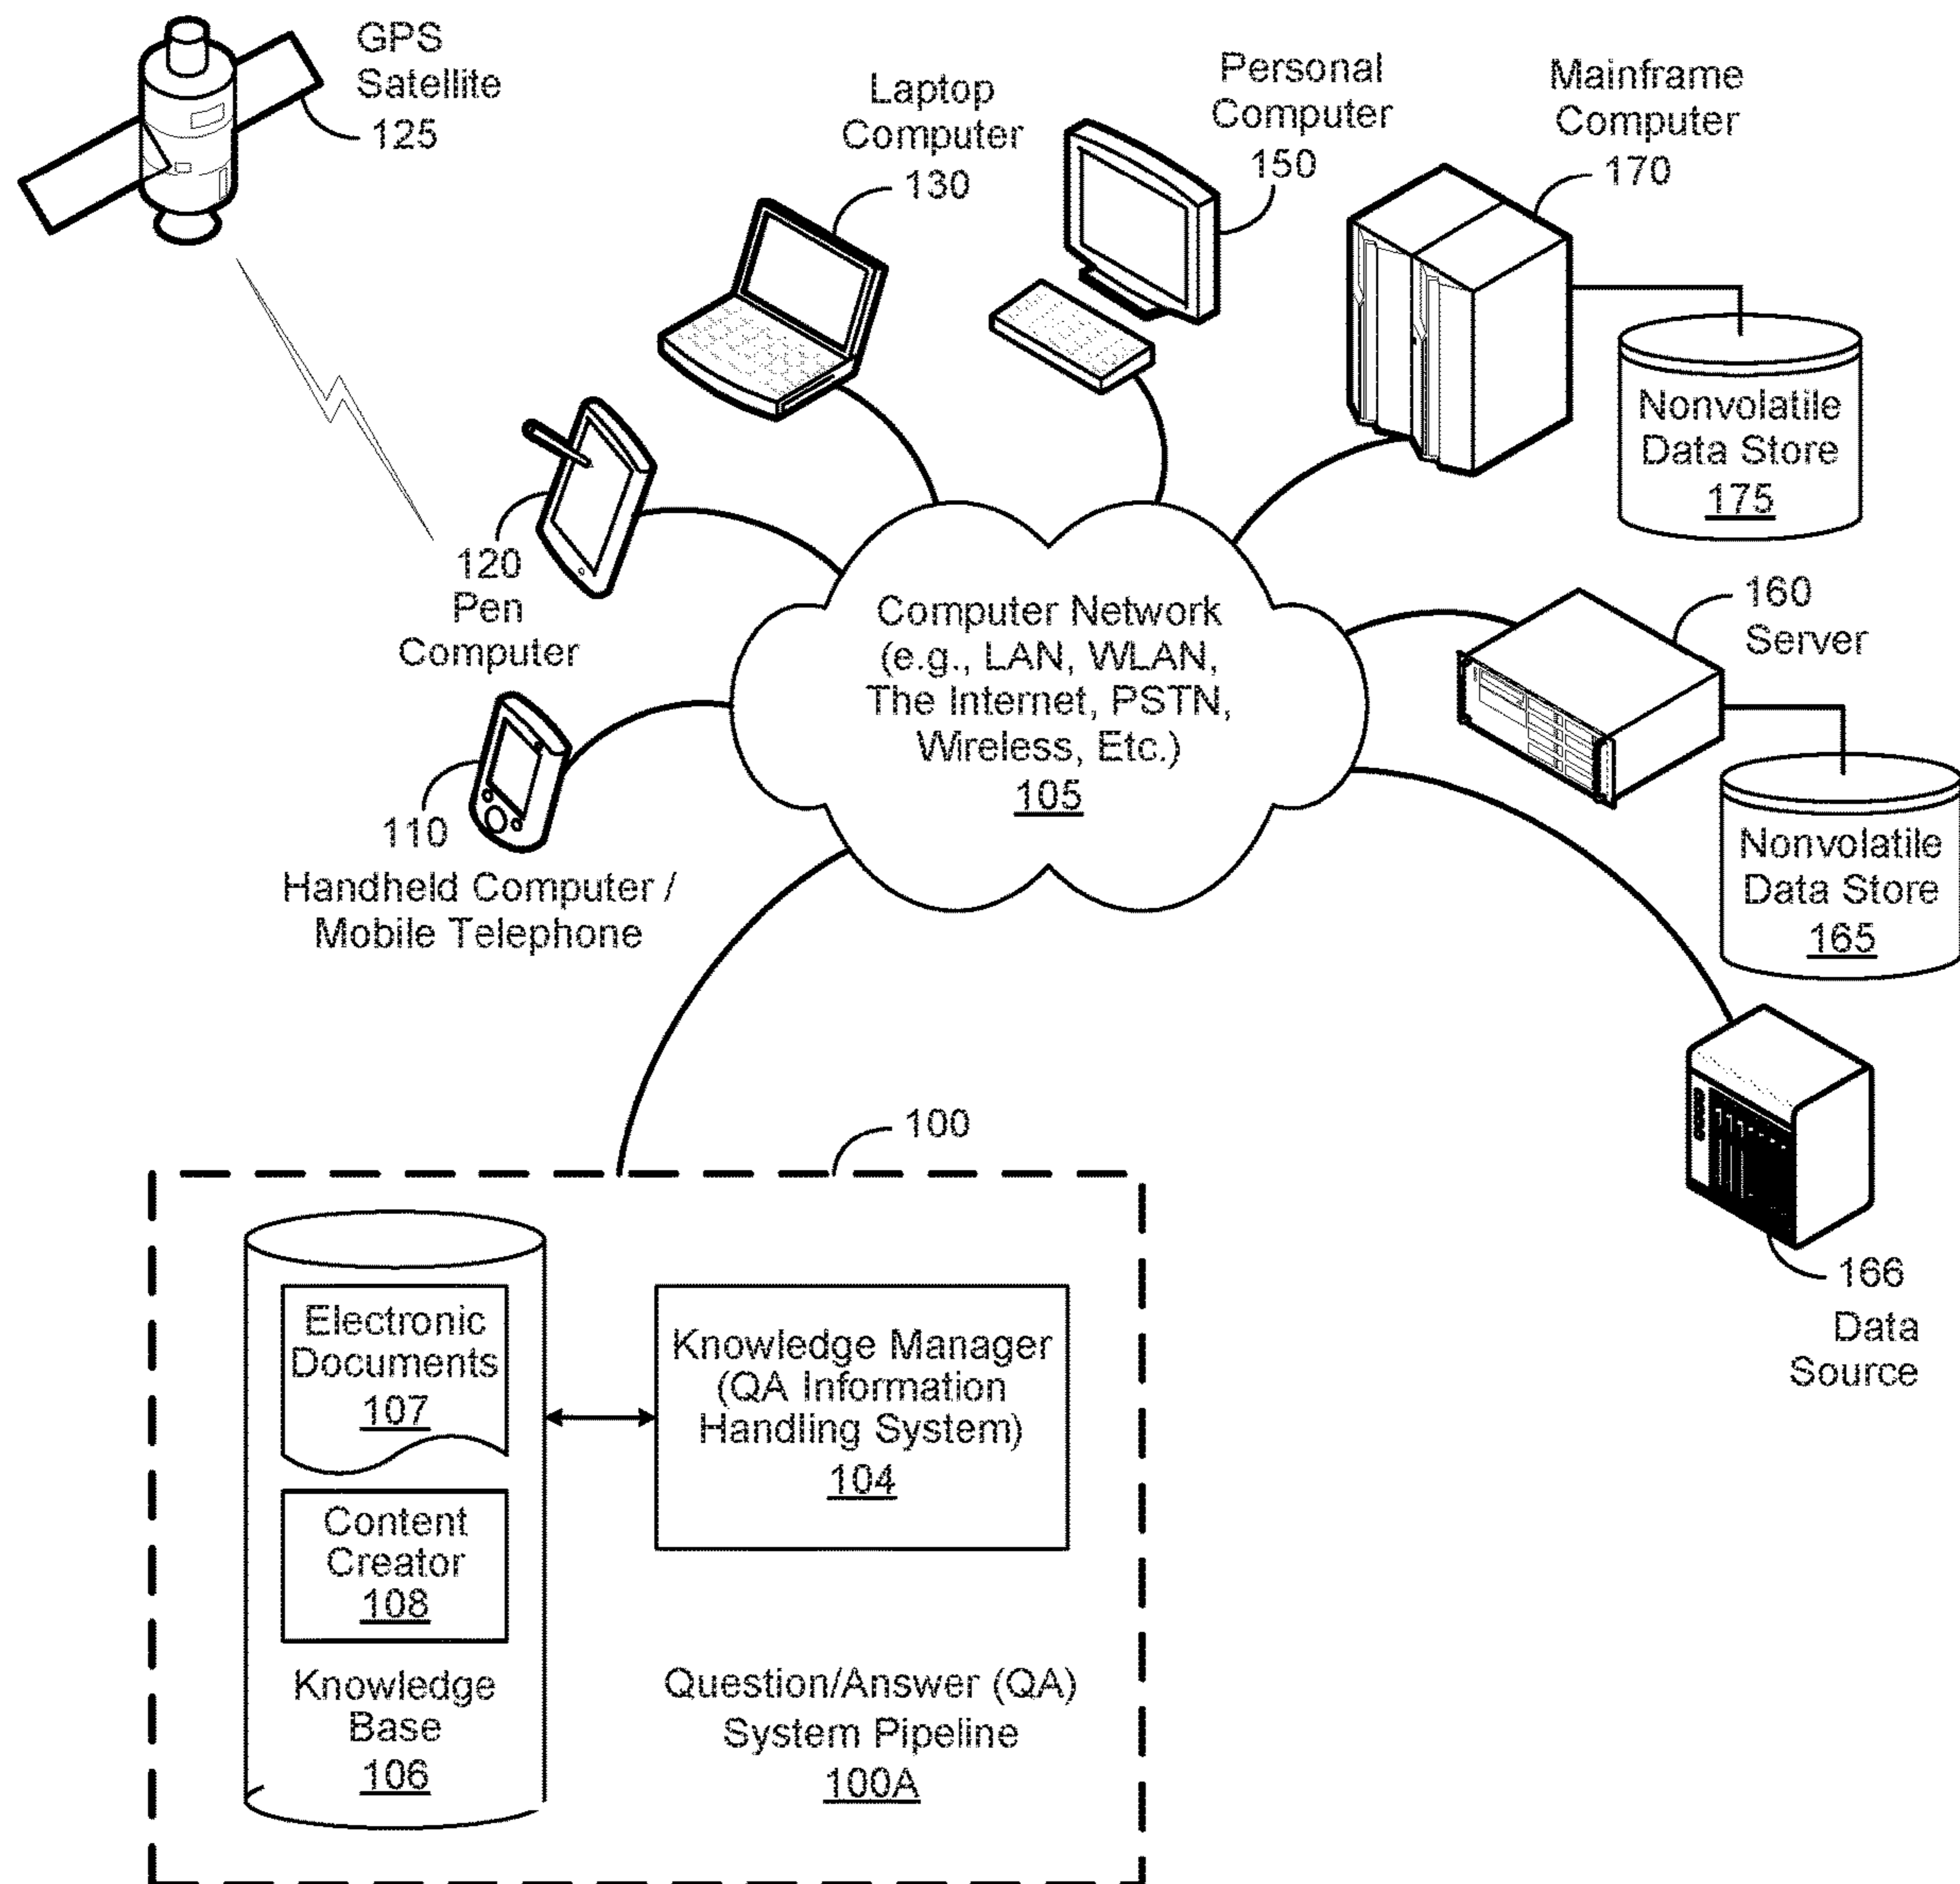 GPS
Satellite
125
Laptop
Computer
130
Personal
Computer
150
Mainframe
Computer
170
Nonvolatile
Data Store
175
120
Pen
Computer
Computer Network
(e.g., LAN, WLAN,
The Internet, PSTN,
Wireless, Etc.)
105
160
Server
110
Handheld Computer /
Mobile Telephone
Nonvolatile
Data Store
165
166
Data
Source
100
Electronic
Documents
107
Content
Creator
108
Knowledge
Base
106
Knowledge Manager
(QA Information
Handling System)
104
Question/Answer (QA)
System Pipeline
100A